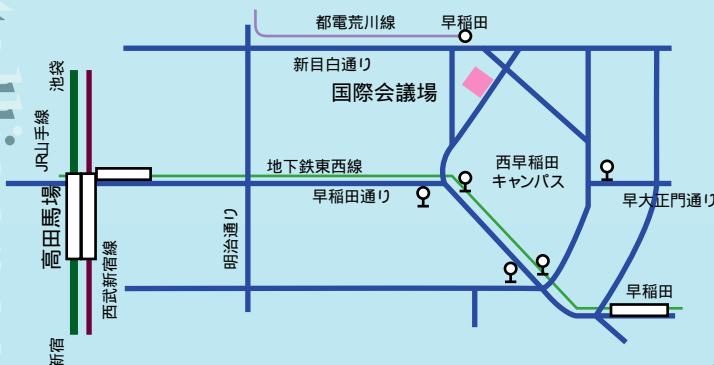 都電荒川線
早稲田
新目白通り
国際会議場
池袋
JR山手線
地下鉄東西線
西早稲田
キャンパス
早稲田通り
早大正門通り
高田馬場
明治通り
西武新宿線
早稲田
新宿